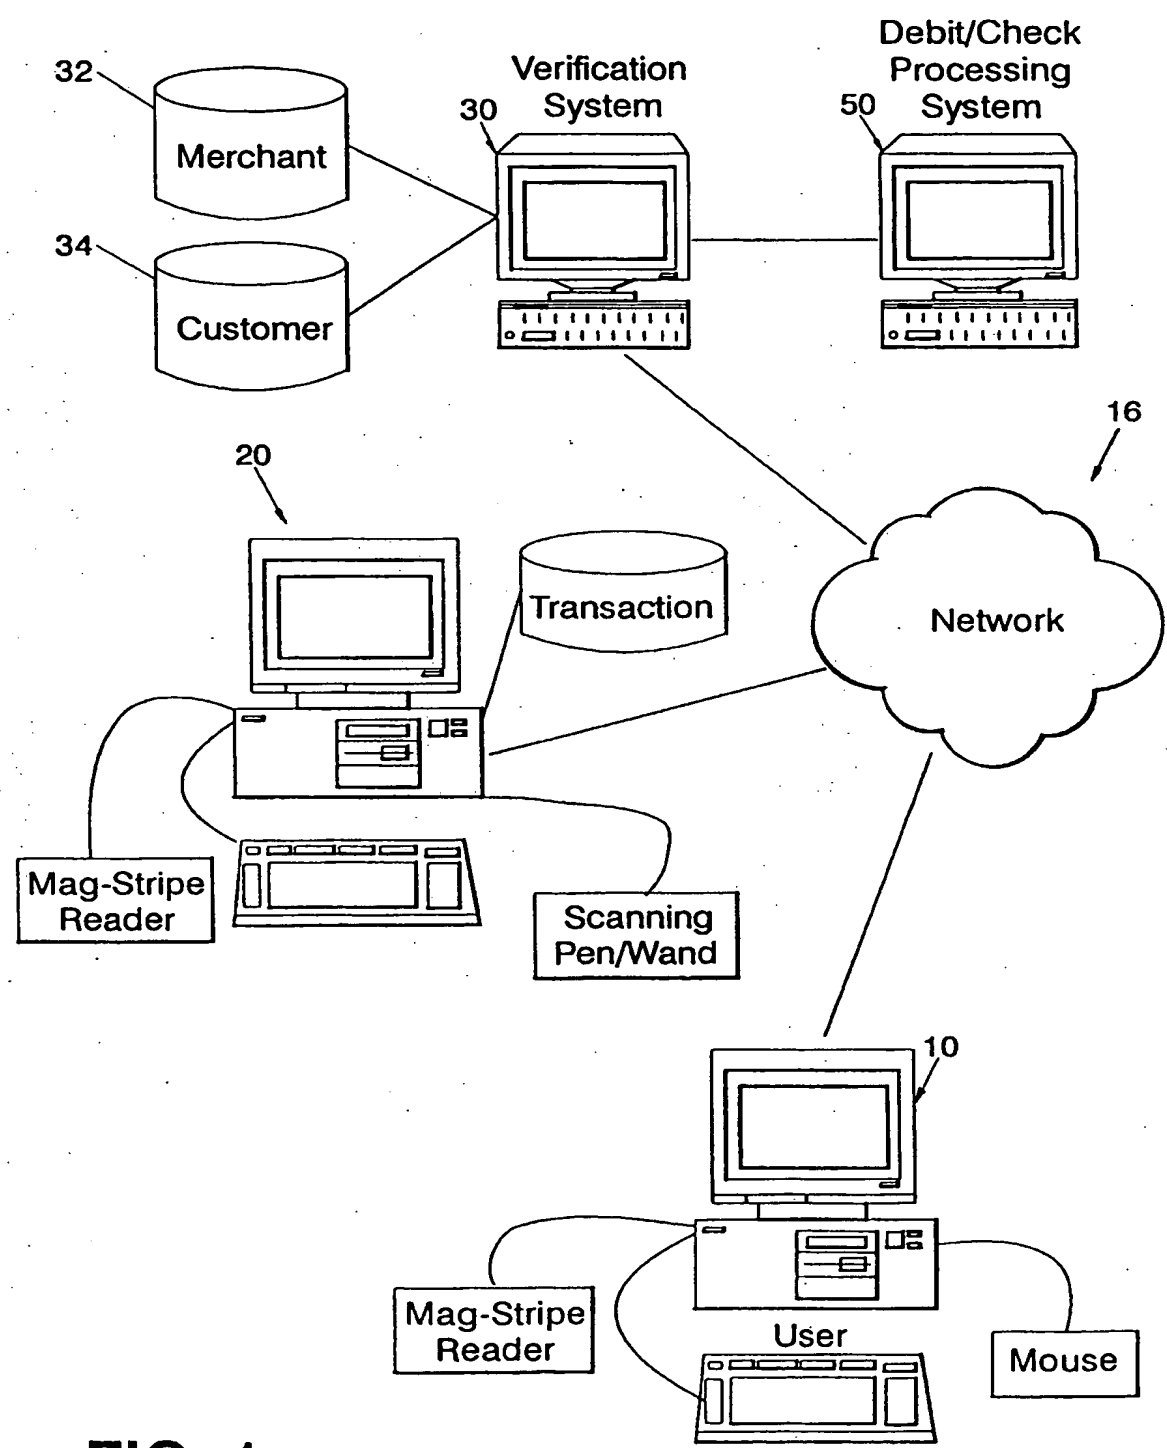 Debit/Check
Processing
System
50
Verification
System
30
32
Merchant
34
Customer
16
20
Transaction
Network
Mag-Stripe
Reader
Scanning
Pen/Wand
10
Mag-Stripe
Reader
User
Mouse